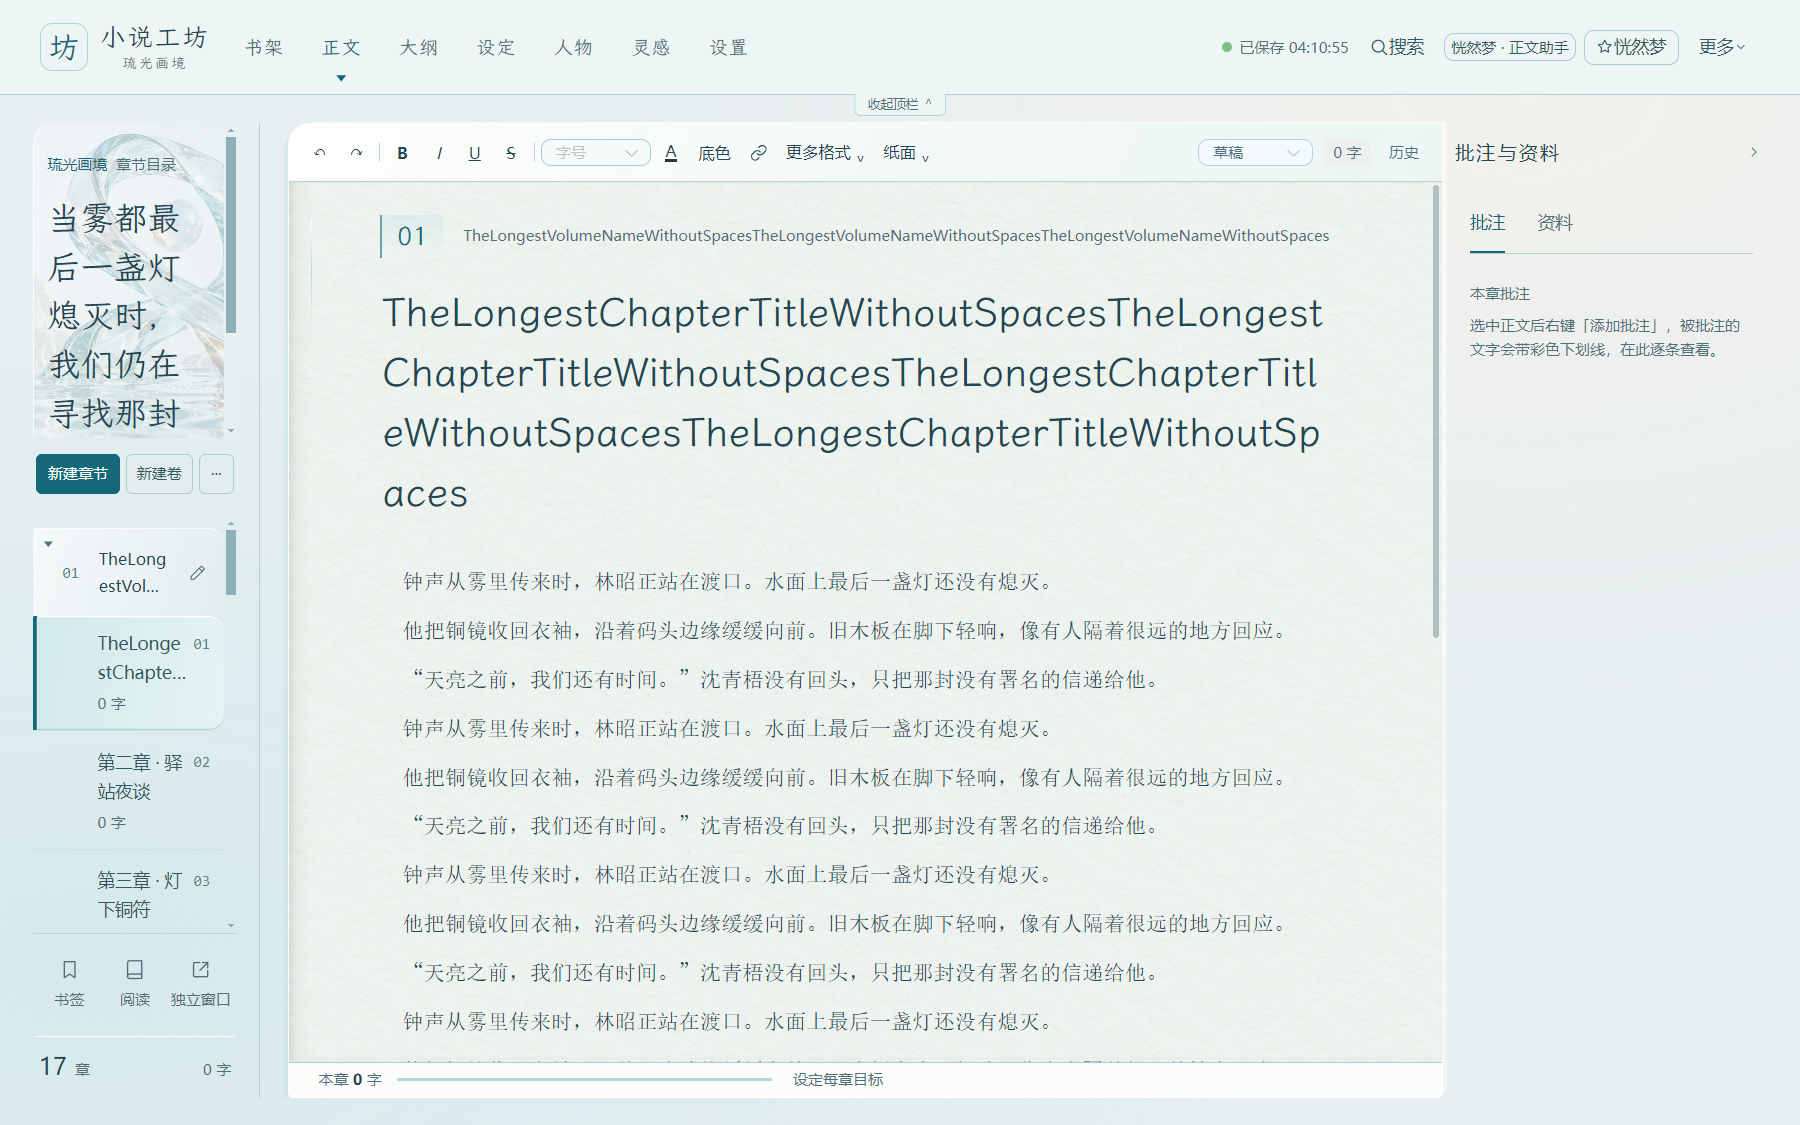 坊
小说工坊
琉光画境
书架 正文 大纲 设定 人物 灵感 设置
已保存 04:10:55
搜索
恍然梦 · 正文助手
恍然梦
更多
收起顶栏 ^
琉光画境 章节目录
当雾都最
后一盏灯
熄灭时，
我们仍在
寻找那封
新建章节 新建卷 ...
01 TheLong
estVol...
TheLonge 01
stChapte...
0 字
第二章 · 驿 02
站夜谈
0 字
第三章 · 灯 03
下铜符
书签 阅读 独立窗口
17 章 0 字
B I U S 字号 A 底色 更多格式 纸面 草稿 0 字 历史
01 TheLongestVolumeNameWithoutSpacesTheLongestVolumeNameWithoutSpacesTheLongestVolumeNameWithoutSpaces
TheLongestChapterTitleWithoutSpacesTheLongest
ChapterTitleWithoutSpacesTheLongestChapterTitl
eWithoutSpacesTheLongestChapterTitleWithoutSp
aces
钟声从雾里传来时，林昭正站在渡口。水面上最后一盏灯还没有熄灭。
他把铜镜收回衣袖，沿着码头边缘缓缓向前。旧木板在脚下轻响，像有人隔着很远的地方回应。
“天亮之前，我们还有时间。”沈青梧没有回头，只把那封没有署名的信递给他。
钟声从雾里传来时，林昭正站在渡口。水面上最后一盏灯还没有熄灭。
他把铜镜收回衣袖，沿着码头边缘缓缓向前。旧木板在脚下轻响，像有人隔着很远的地方回应。
“天亮之前，我们还有时间。”沈青梧没有回头，只把那封没有署名的信递给他。
钟声从雾里传来时，林昭正站在渡口。水面上最后一盏灯还没有熄灭。
他把铜镜收回衣袖，沿着码头边缘缓缓向前。旧木板在脚下轻响，像有人隔着很远的地方回应。
“天亮之前，我们还有时间。”沈青梧没有回头，只把那封没有署名的信递给他。
钟声从雾里传来时，林昭正站在渡口。水面上最后一盏灯还没有熄灭。
本章 0 字 设定每章目标
批注与资料
批注 资料
本章批注
选中正文后右键「添加批注」，被批注的
文字会带彩色下划线，在此逐条查看。